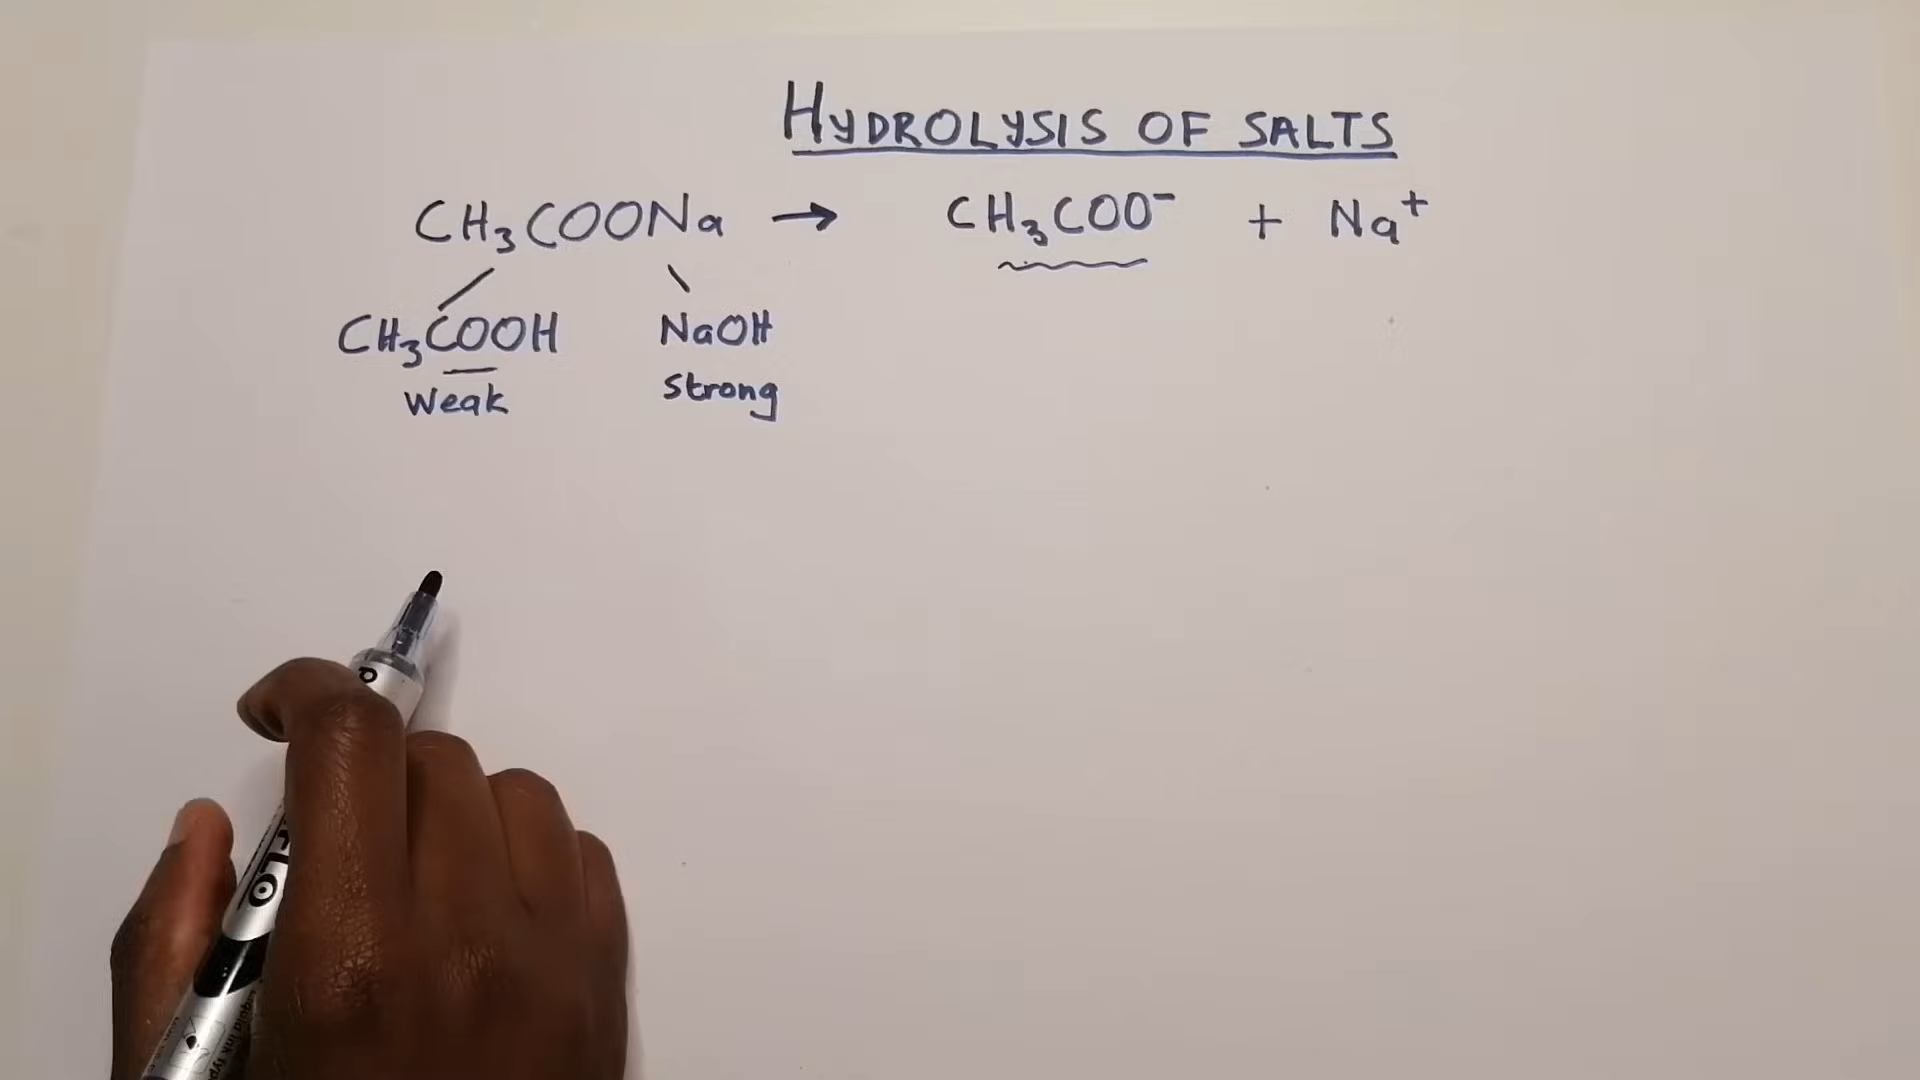 HYDROLYSIS OF SALTS
CH₃COONa → CH₃COO⁻ + Na⁺
CH₃COOH NaOH
Weak Strong